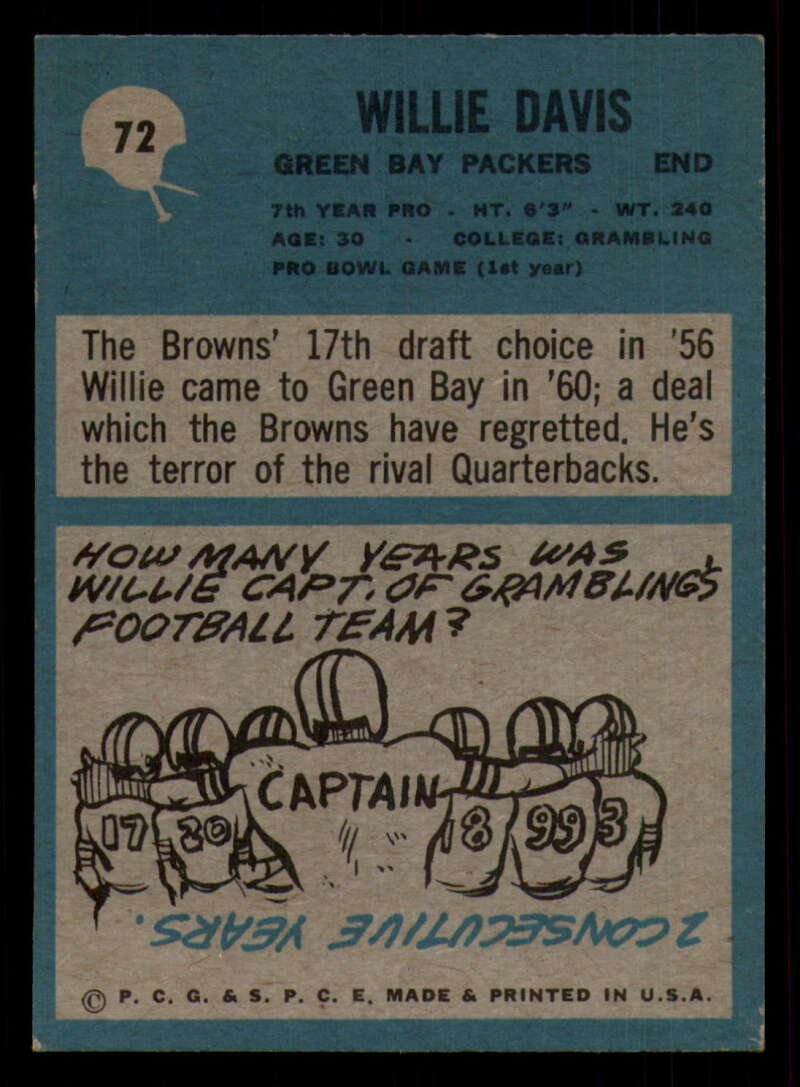 72
WILLIE DAVIS
GREEN BAY PACKERS END
7th YEAR PRO - HT. 6'3" - WT. 240
AGE: 30 - COLLEGE: GRAMBLING
PRO BOWL GAME (1st year)
The Browns' 17th draft choice in '56
Willie came to Green Bay in '60; a deal
which the Browns have regretted. He's
the terror of the rival Quarterbacks.
HOW MANY YEARS WAS
WILLIE CAPT. OF GRAMBLING'S
FOOTBALL TEAM?
CAPTAIN
17 20 18 99 3
2 CONSECUTIVE YEARS.
© P. C. G. & S. P. C. E. MADE & PRINTED IN U.S.A.